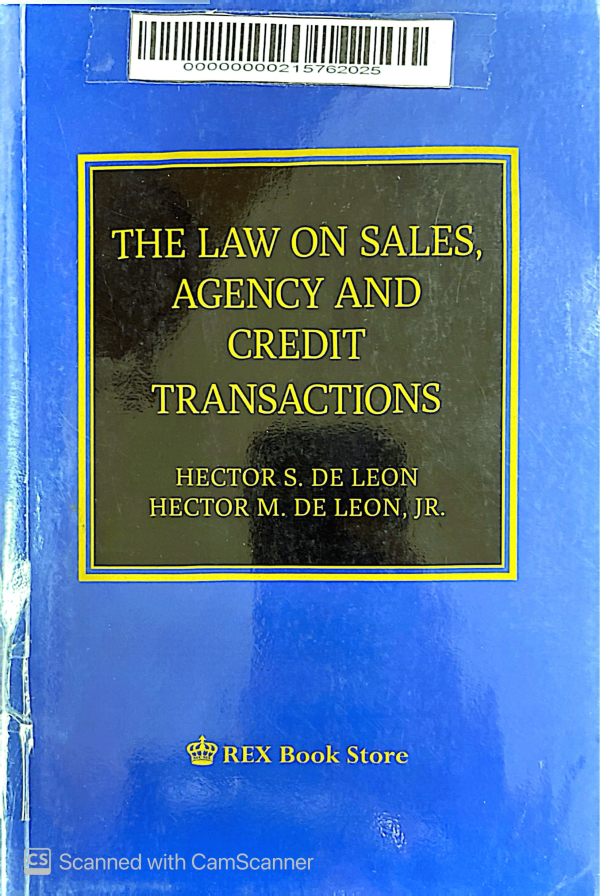 000000000215762025
THE LAW ON SALES,
AGENCY AND
CREDIT
TRANSACTIONS
HECTOR S. DE LEON
HECTOR M. DE LEON, JR.
REX Book Store
CS Scanned with CamScanner